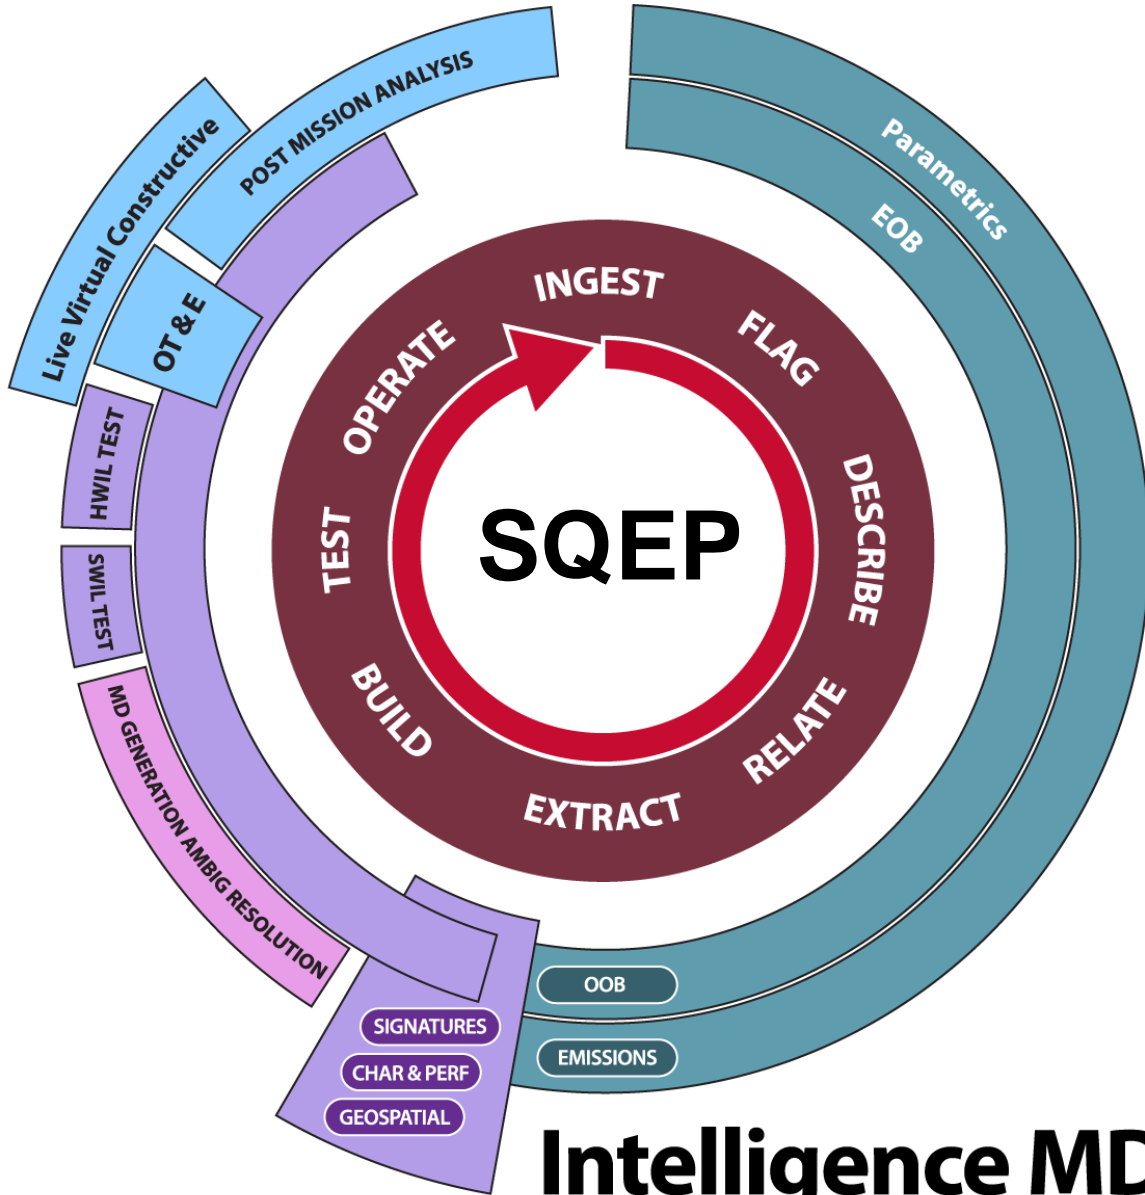 POST MISSION ANALYSIS
Live Virtual Constructive
OT & E
HWIL TEST
SWIL TEST
MD GENERATION AMBIG RESOLUTION
Parametrics
EOB
INGEST
FLAG
DESCRIBE
RELATE
EXTRACT
BUILD
TEST
OPERATE
SQEP
OOB
EMISSIONS
SIGNATURES
CHAR & PERF
GEOSPATIAL
Intelligence MD